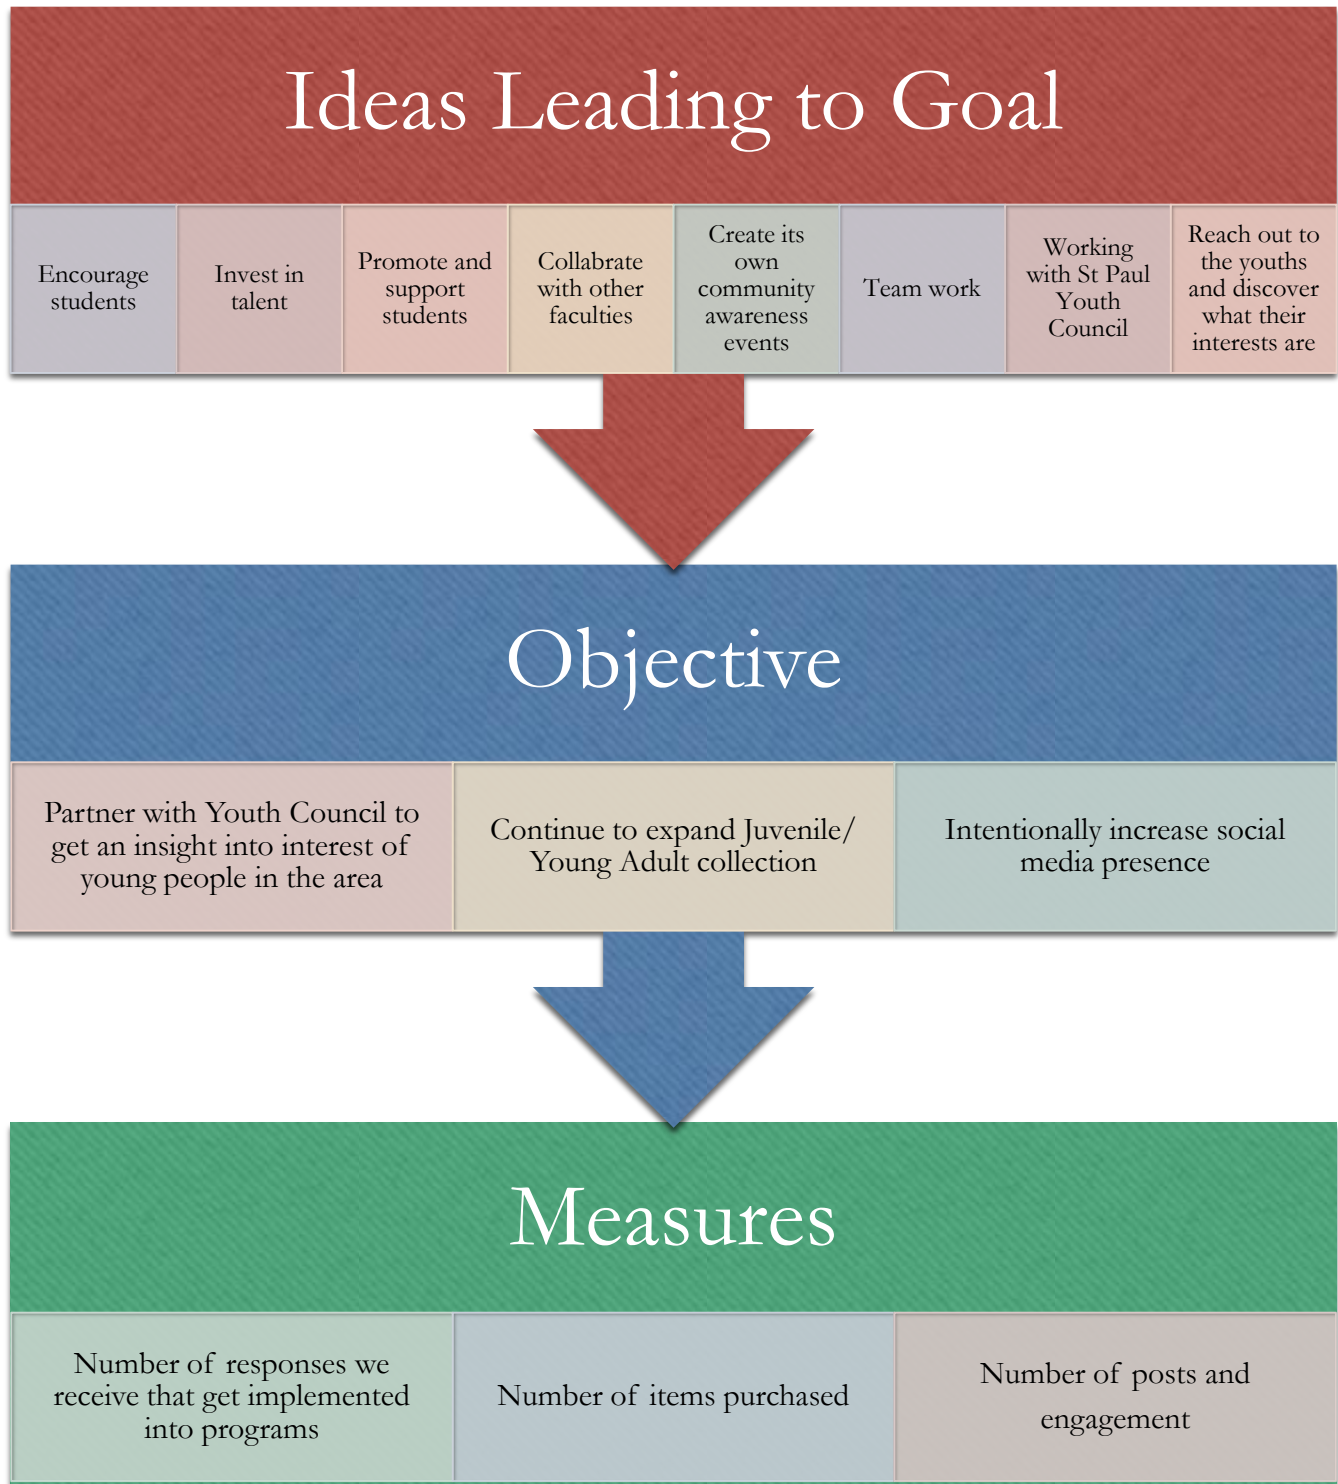 Ideas Leading to Goal
Encourage
students
Invest in
talent
Promote and
support
students
Collabrate
with other
faculties
Create its
own
community
awareness
events
Team work
Working
with St Paul
Youth
Council
Reach out to
the youths
and discover
what their
interests are
Objective
Partner with Youth Council to
get an insight into interest of
young people in the area
Continue to expand Juvenile/
Young Adult collection
Intentionally increase social
media presence
Measures
Number of responses we
receive that get implemented
into programs
Number of items purchased
Number of posts and
engagement